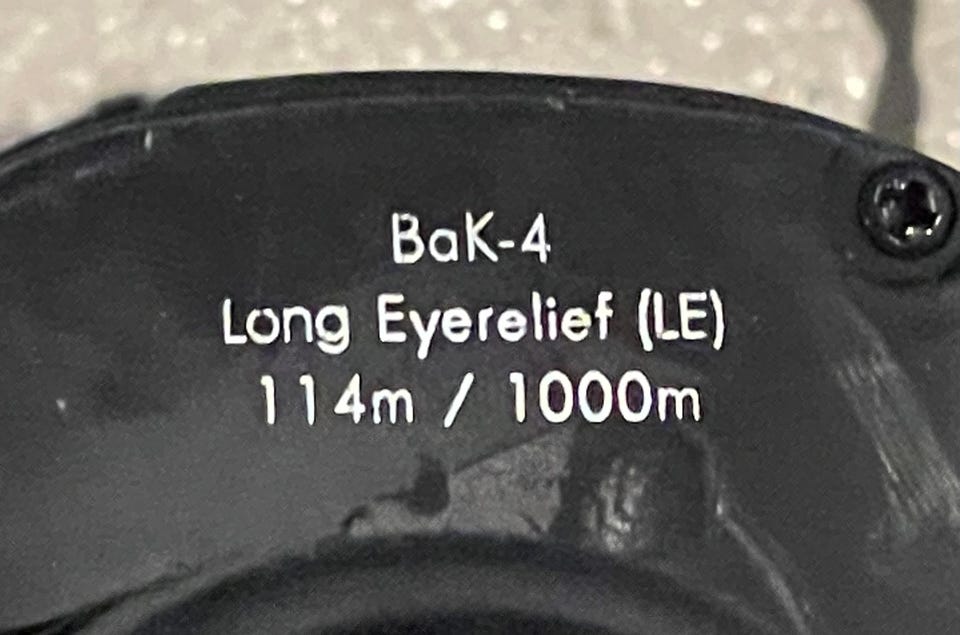 BaK-4
Long Eyerelief (LE)
114m / 1000m